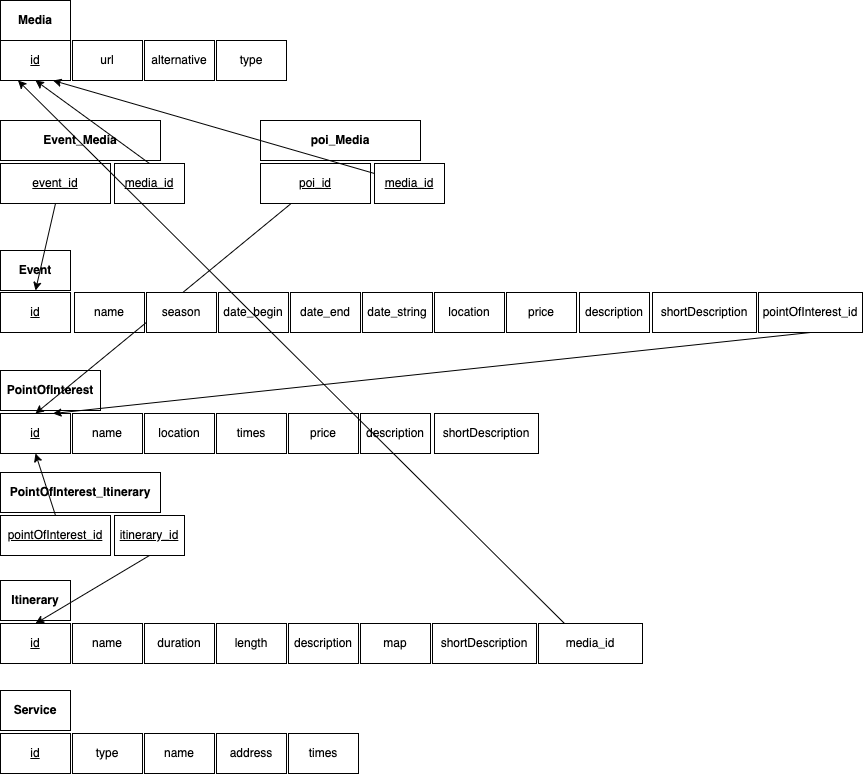 Media
id url alternative type
Event_Media poi_Media
event_id media_id poi_id media_id
Event
id name season date_begin date_end date_string location price description shortDescription pointOfInterest_id
PointOfInterest
id name location times price description shortDescription
PointOfInterest_Itinerary
pointOfInterest_id itinerary_id
Itinerary
id name duration length description map shortDescription media_id
Service
id type name address times